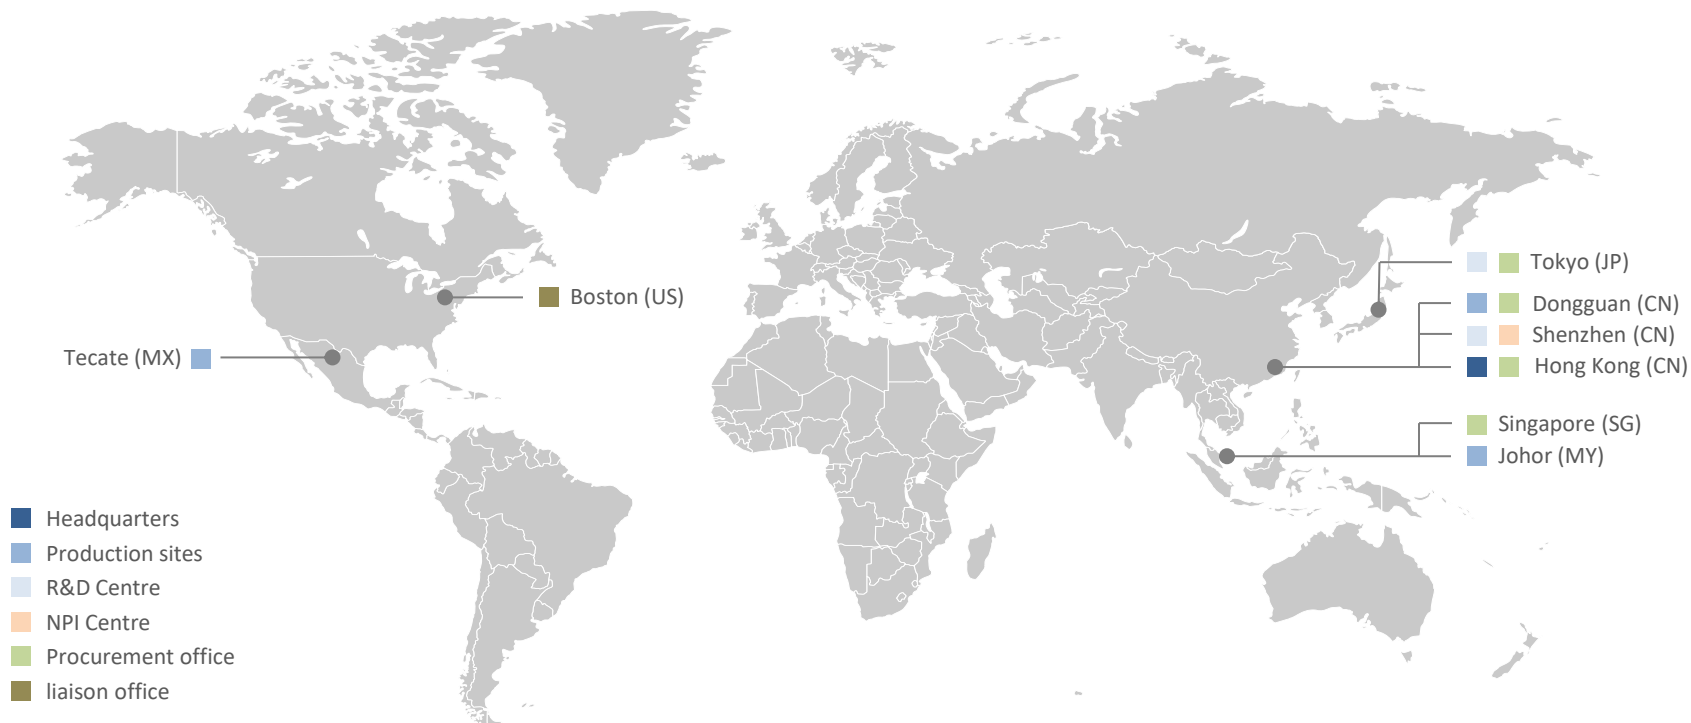 Tokyo (JP)
Boston (US)
Dongguan (CN)
Shenzhen (CN)
Tecate (MX)
Hong Kong (CN)
Singapore (SG)
Johor (MY)
Headquarters
Production sites
R&D Centre
NPI Centre
Procurement office
liaison office